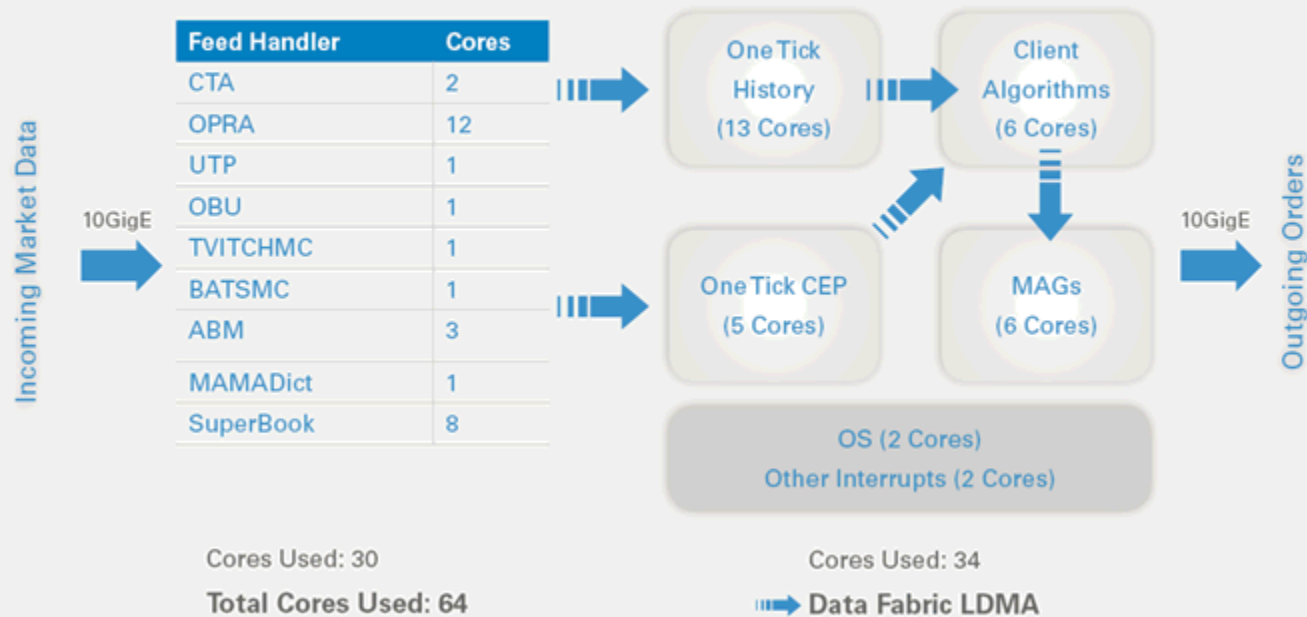 Incoming Market Data
10GigE
Feed Handler Cores
CTA 2
OPRA 12
UTP 1
OBU 1
TVITCHMC 1
BATSMC 1
ABM 3
MAMADict 1
SuperBook 8
Cores Used: 30
Total Cores Used: 64
One Tick
History
(13 Cores)
Client
Algorithms
(6 Cores)
One Tick CEP
(5 Cores)
MAGs
(6 Cores)
OS (2 Cores)
Other Interrupts (2 Cores)
Cores Used: 34
Data Fabric LDMA
10GigE
Outgoing Orders